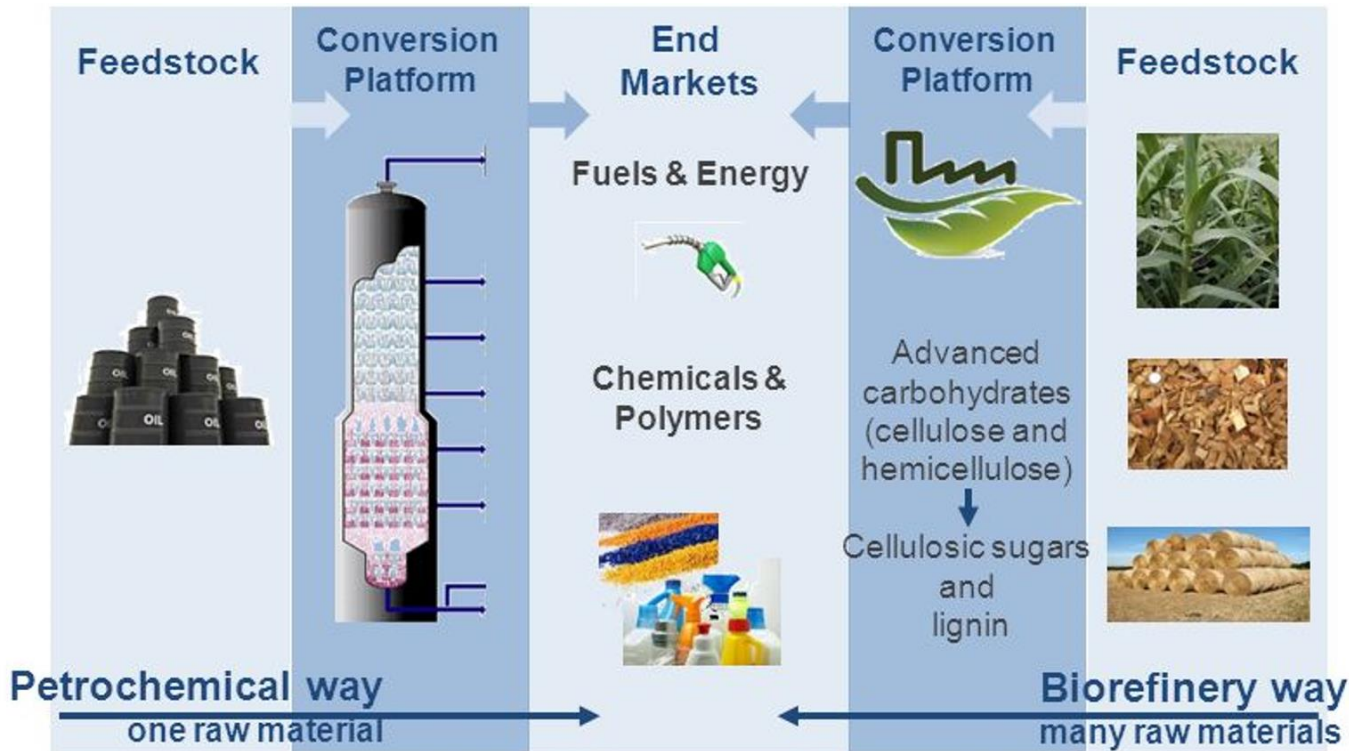 Feedstock
Conversion
Platform
End
Markets
Conversion
Platform
Feedstock
Fuels & Energy
Chemicals &
Polymers
Advanced
carbohydrates
(cellulose and
hemicellulose)
Cellulosic sugars
and
lignin
OIL
OIL
OIL
OIL
OIL
Petrochemical way
one raw material
Biorefinery way
many raw materials